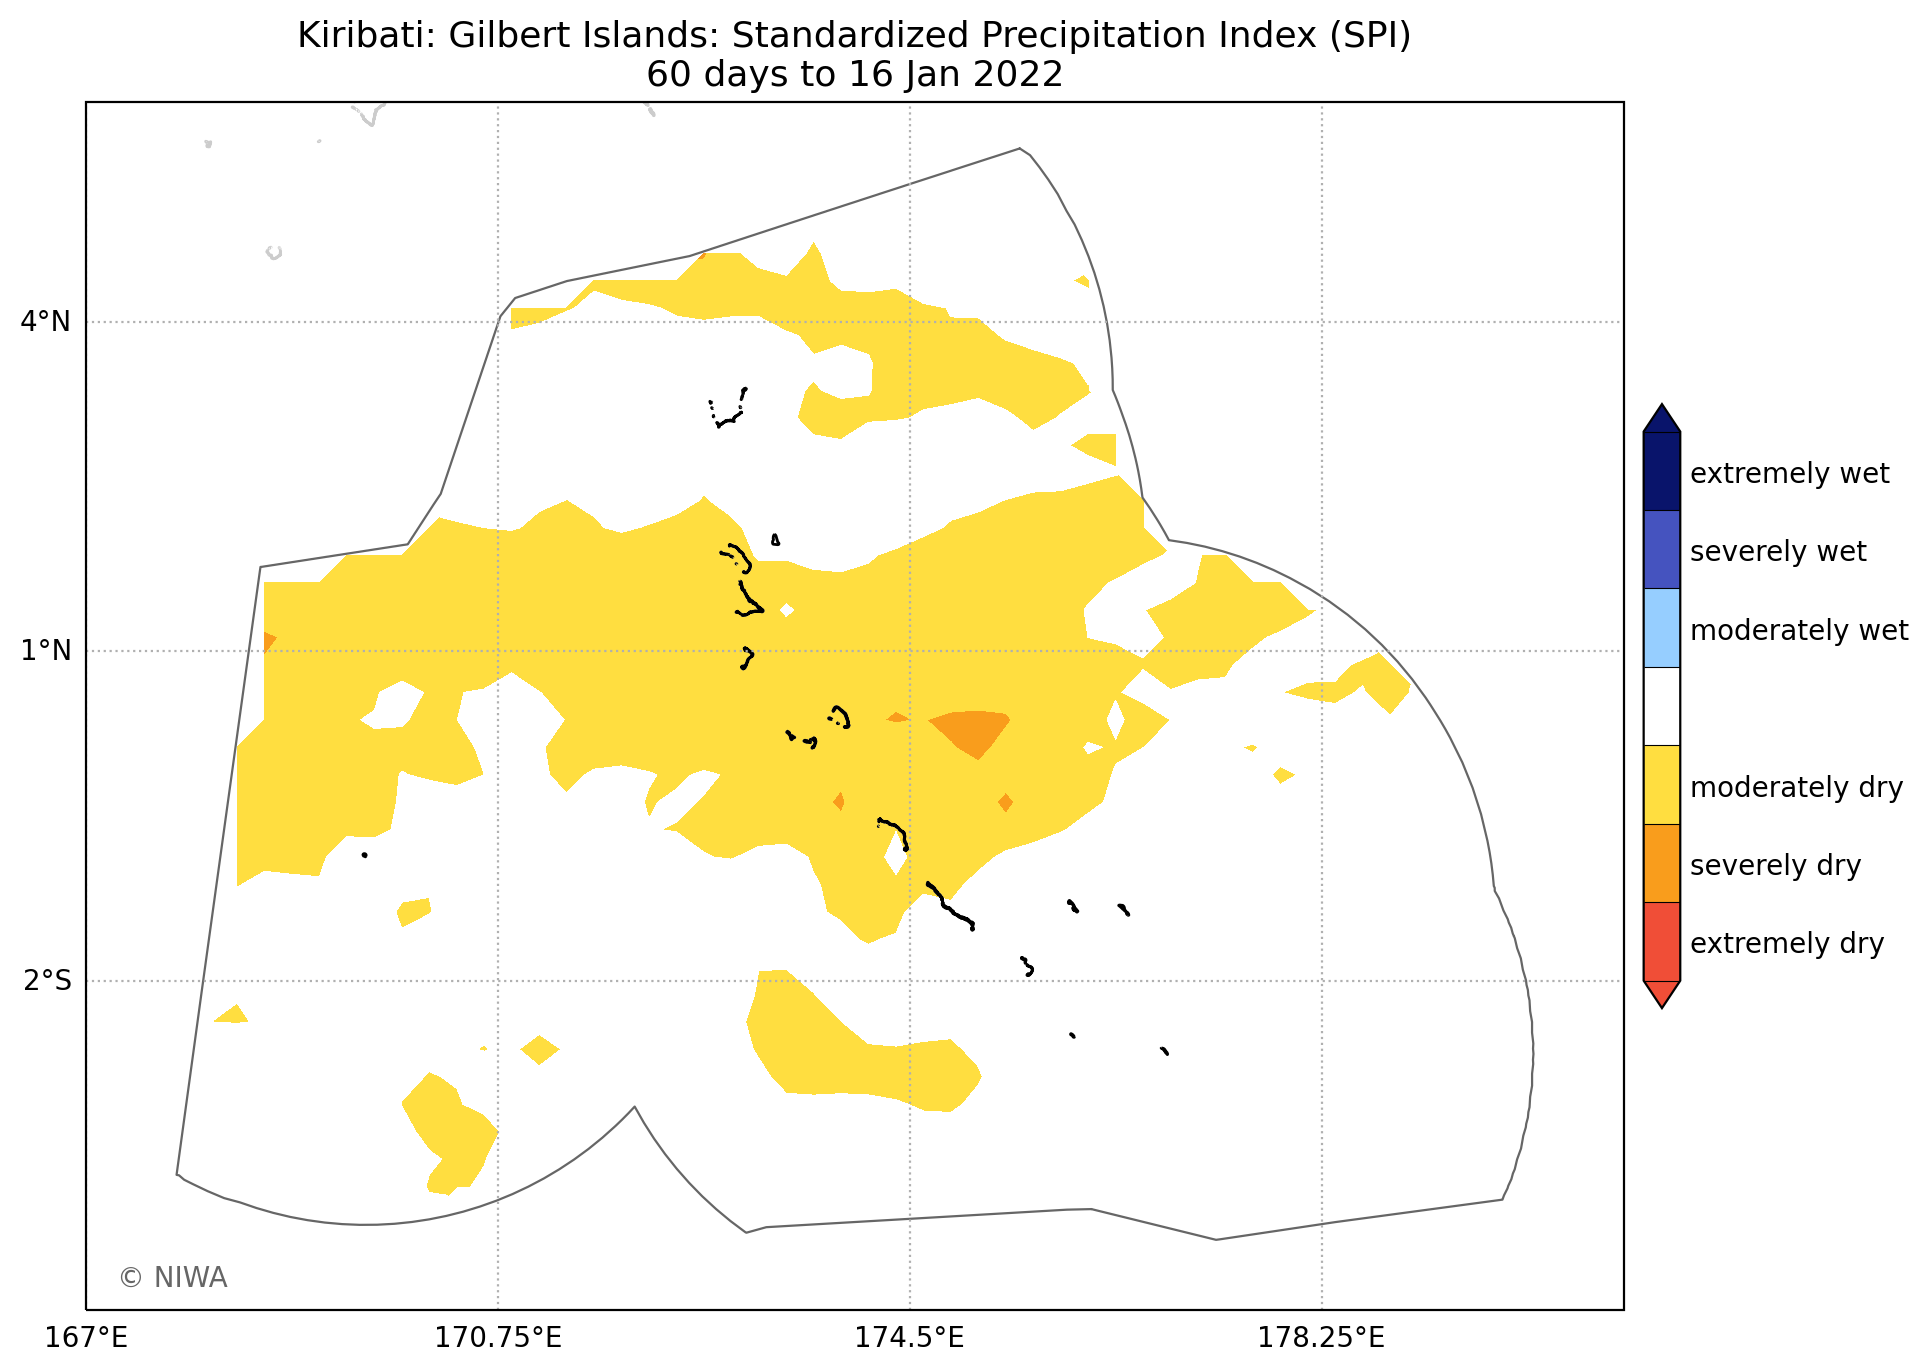 Kiribati: Gilbert Islands: Standardized Precipitation Index (SPI)
60 days to 16 Jan 2022
4°N
1°N
2°S
167°E
170.75°E
174.5°E
178.25°E
extremely wet
severely wet
moderately wet
moderately dry
severely dry
extremely dry
© NIWA